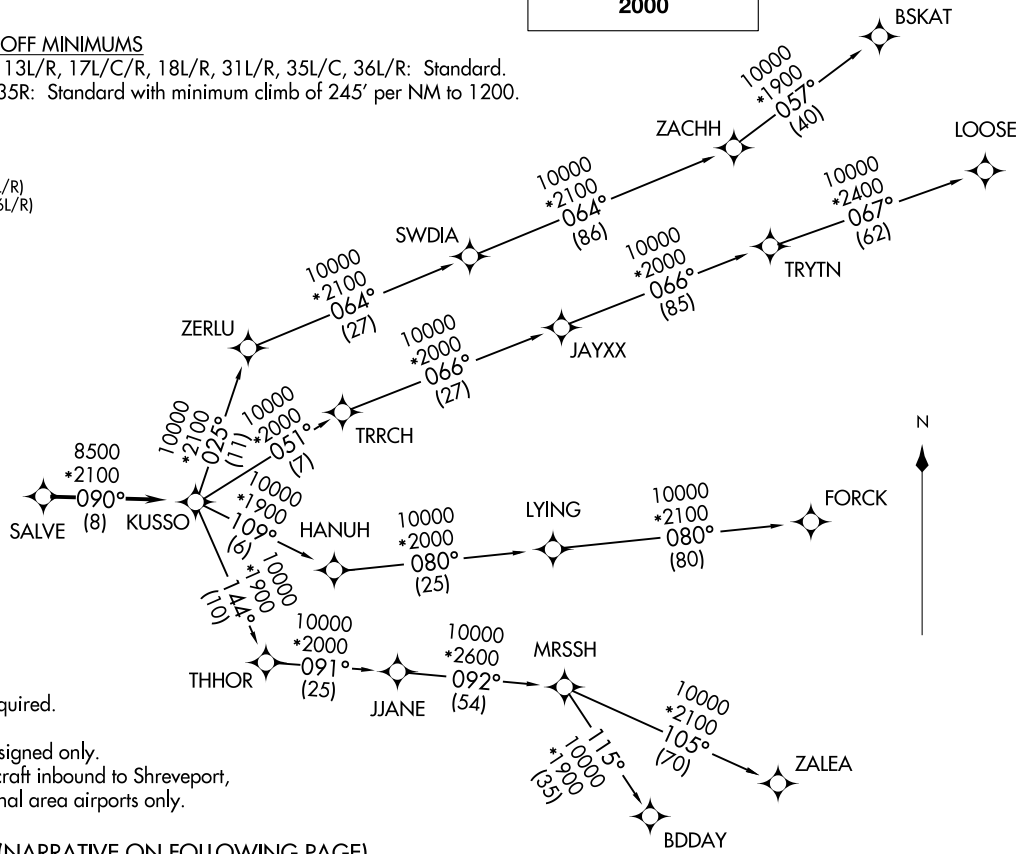 2000
OFF MINIMUMS
13L/R, 17L/C/R, 18L/R, 31L/R, 35L/C, 36L/R: Standard.
35R: Standard with minimum climb of 245' per NM to 1200.
L/R)
6L/R)
BSKAT
10000
*1900
057°
(40)
ZACHH
LOOSE
10000
*2100
064°
(86)
10000
*2400
067°
(62)
SWDIA
10000
*2100
064°
(27)
10000
*2000
066°
(85)
TRYTN
ZERLU
10000
*2000
066°
(27)
JAYXX
10000
*2100
025°
(11)
10000
*2000
051°
(7)
TRRCH
N
8500
*2100
090°
(8)
SALVE
KUSSO
10000
*1900
109°
(6)
HANUH
10000
*2000
080°
(25)
LYING
10000
*2100
080°
(80)
FORCK
10000
*1900
144°
(10)
THHOR
10000
*2000
091°
(25)
JJANE
10000
*2600
092°
(54)
MRSSH
10000
*2100
105°
(70)
ZALEA
115°
10000
*1900
(35)
BDDAY
quired.
signed only.
craft inbound to Shreveport,
nal area airports only.
(NARRATIVE ON FOLLOWING PAGE)